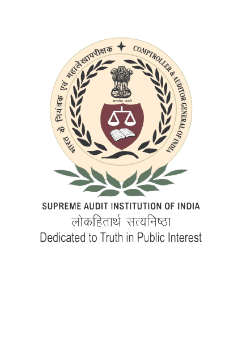 भारत के नियंत्रक एवं महालेखापरीक्षक
COMPTROLLER & AUDITOR GENERAL OF INDIA
SUPREME AUDIT INSTITUTION OF INDIA
लोकहितार्थ सत्यनिष्ठा
Dedicated to Truth in Public Interest